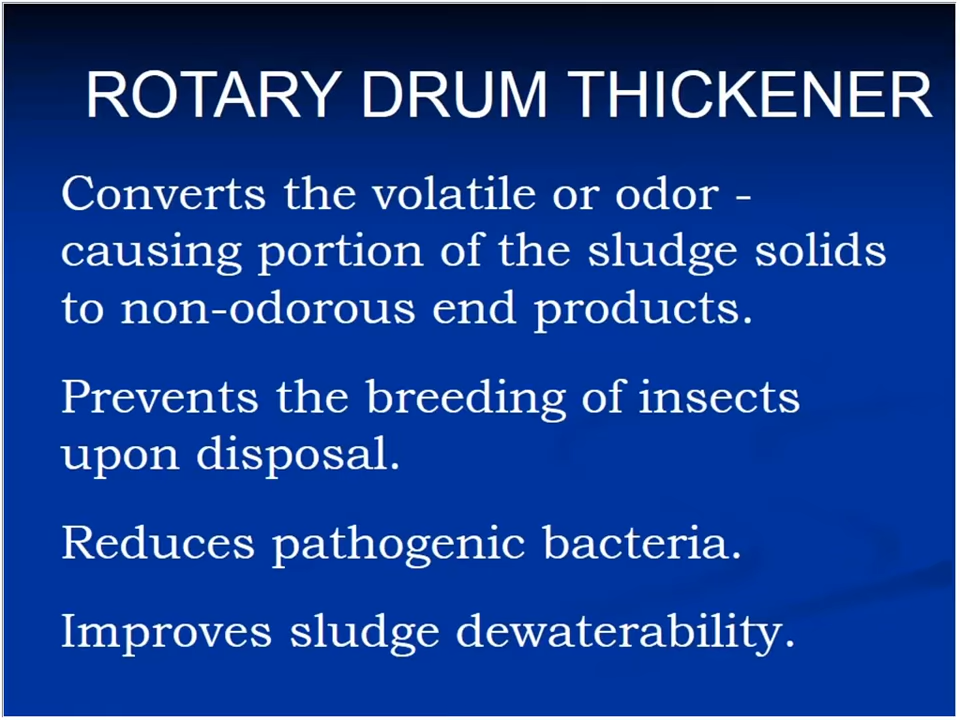 ROTARY DRUM THICKENER
Converts the volatile or odor -
causing portion of the sludge solids
to non-odorous end products.
Prevents the breeding of insects
upon disposal.
Reduces pathogenic bacteria.
Improves sludge dewaterability.